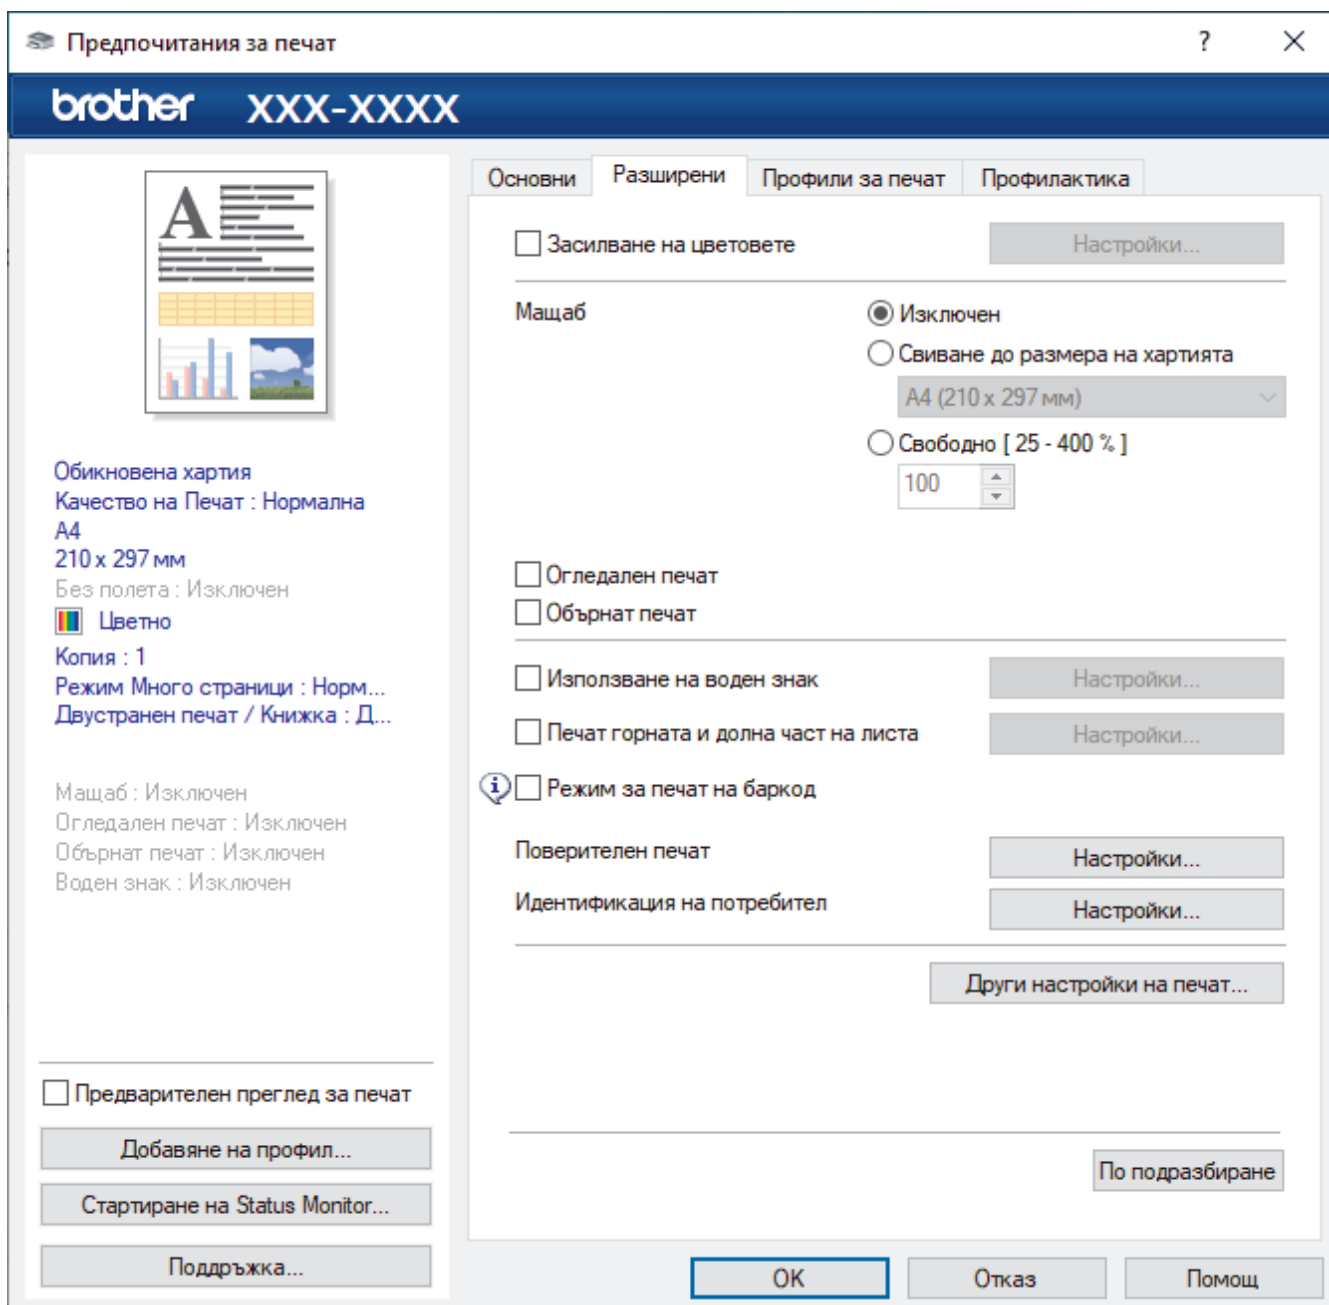 Предпочитания за печат
?
brother XXX-XXXX
A
Обикновена хартия
Качество на Печат : Нормална
A4
210 x 297 мм
Без полета : Изключен
Цветно
Копия : 1
Режим Много страници : Норм...
Двустранен печат / Книжка : Д...
Мащаб : Изключен
Огледален печат : Изключен
Обърнат печат : Изключен
Воден знак : Изключен
Предварителен преглед за печат
Добавяне на профил...
Стартиране на Status Monitor...
Поддръжка...
Основни Разширени Профили за печат Профилактика
Засилване на цветовете Настройки...
Мащаб Изключен
Свиване до размера на хартията
A4 (210 x 297 мм)
Свободно [ 25 - 400 % ]
100
Огледален печат
Обърнат печат
Използване на воден знак Настройки...
Печат горната и долна част на листа Настройки...
i Режим за печат на баркод
Поверителен печат Настройки...
Идентификация на потребител Настройки...
Други настройки на печат...
По подразбиране
OK Отказ Помощ